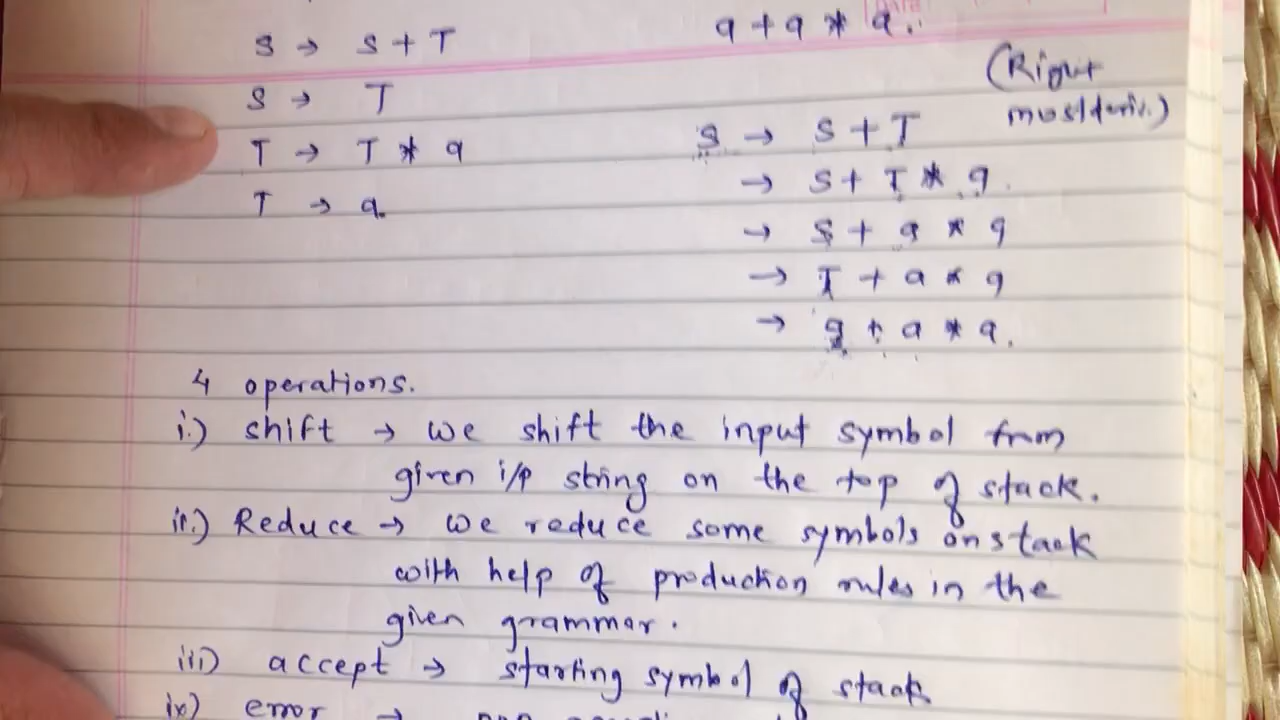 a + a * a.
S → S + T
(Right
S → T
mostderiv.)
S → S + T
T → T * a
→ S + T * a.
T → a.
→ S + a * a
→ T + a * a
→ a + a * a.
4 operations.
i.) shift → we shift the input symbol from
given i/p string on the top of stack.
ii.) Reduce → we reduce some symbols on stack
with help of production rules in the
given grammar.
iii) accept → starting symbol of stack
iv) error →